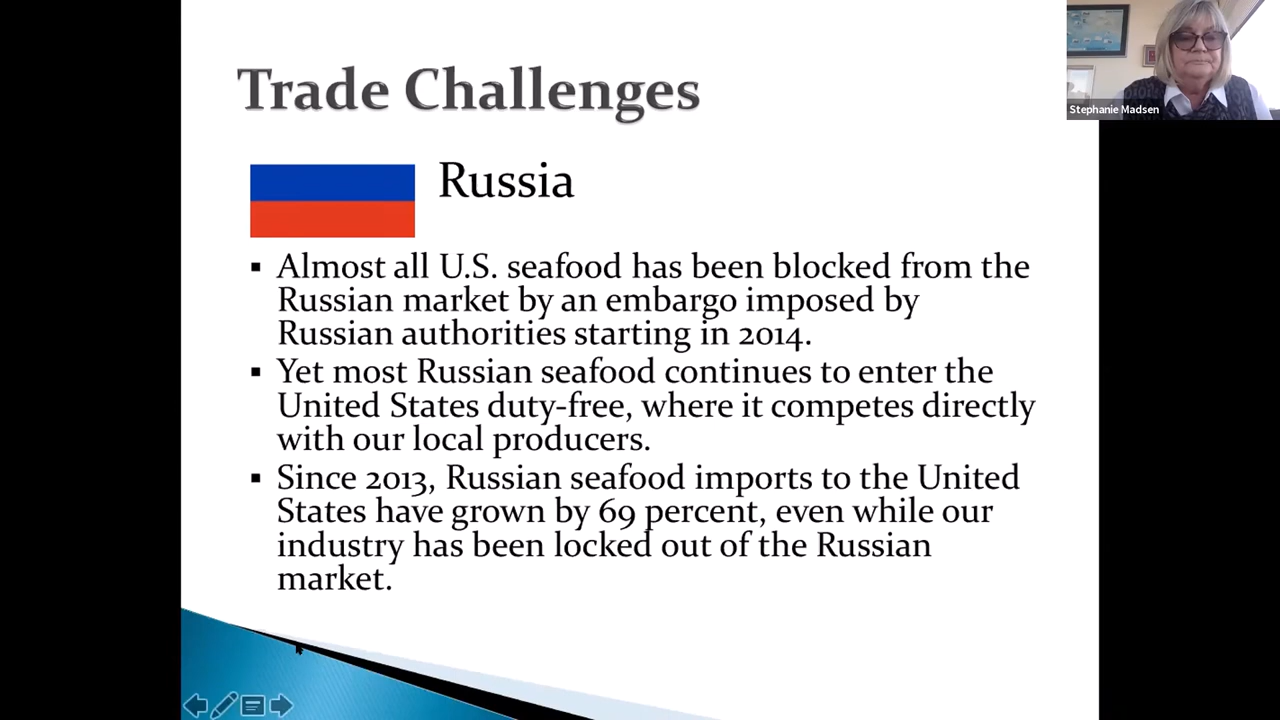 Trade Challenges
Stephanie Madsen
Russia
▪ Almost all U.S. seafood has been blocked from the
Russian market by an embargo imposed by
Russian authorities starting in 2014.
▪ Yet most Russian seafood continues to enter the
United States duty-free, where it competes directly
with our local producers.
▪ Since 2013, Russian seafood imports to the United
States have grown by 69 percent, even while our
industry has been locked out of the Russian
market.